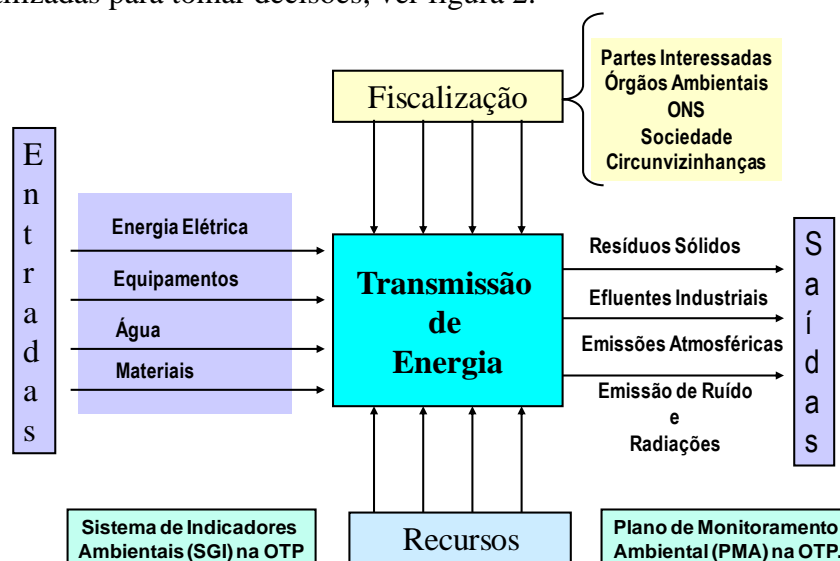 para tomar decisões, ver figura 2.
Fiscalização
Partes Interessadas
Órgãos Ambientais
ONS
Sociedade
Circunvizinhanças
Entradas
Energia Elétrica
Equipamentos
Água
Materiais
Transmissão
de
Energia
Resíduos Sólidos
Efluentes Industriais
Emissões Atmosféricas
Emissão de Ruído
e
Radiações
Saídas
Sistema de Indicadores
Ambientais (SGI) na OTP
Recursos
Plano de Monitoramento
Ambiental (PMA) na OTP.